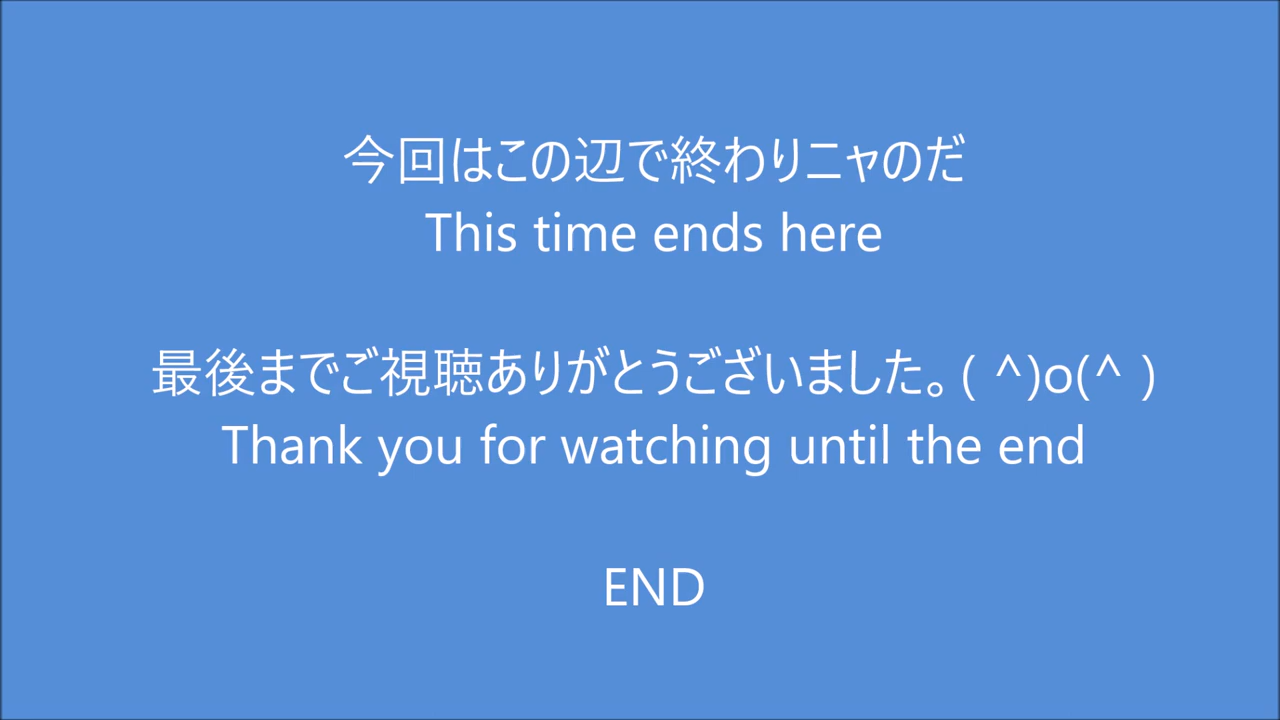 今回はこの辺で終わりニャのだ
This time ends here
最後までご視聴ありがとうございました。( ^)o(^ )
Thank you for watching until the end
END